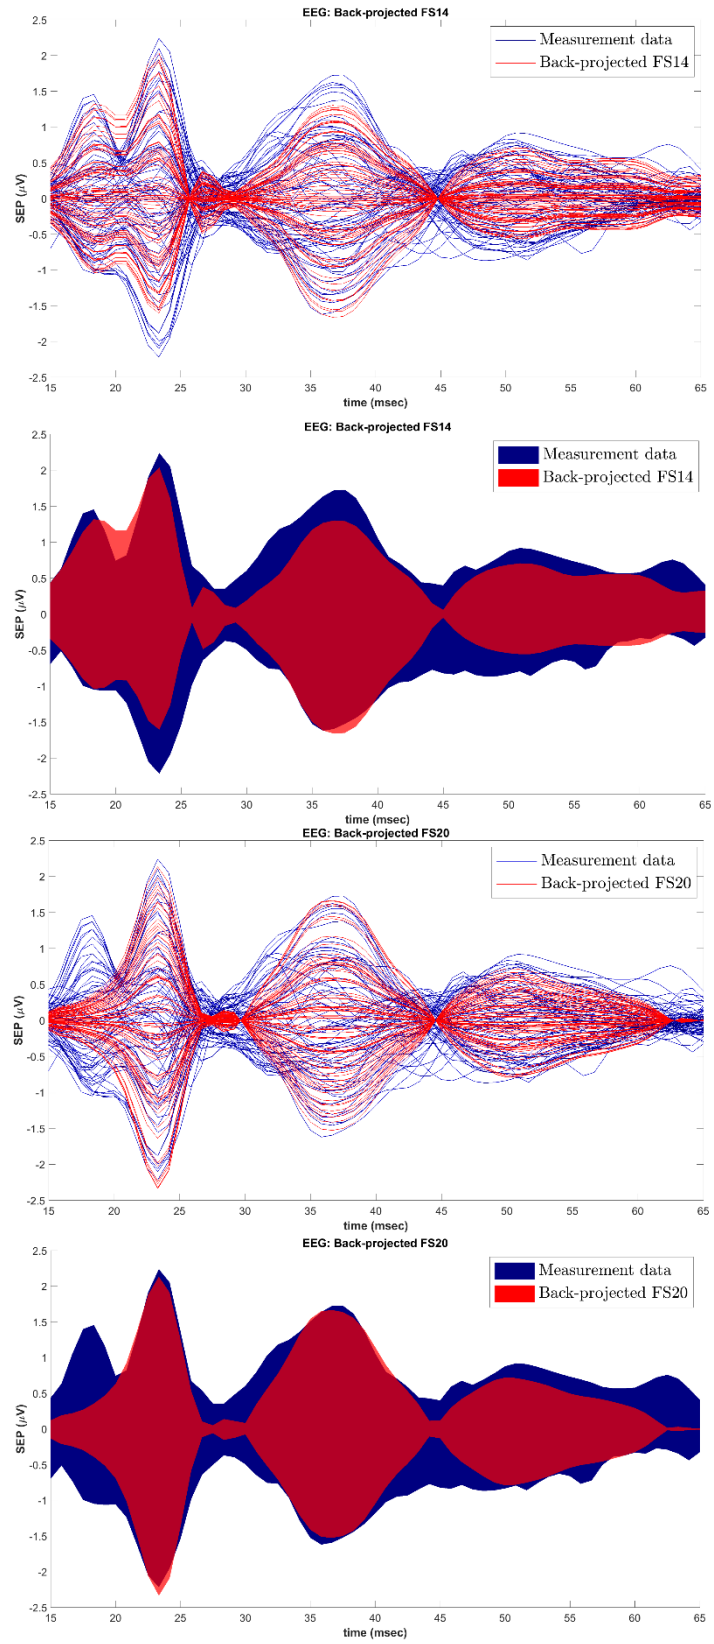 EEG: Back-projected FS14
2.5
2
1.5
1
0.5
0
-0.5
-1
-1.5
-2
-2.5
SEP (μV)
Measurement data
Back-projected FS14
15 20 25 30 35 40 45 50 55 60 65
time (msec)
EEG: Back-projected FS14
2.5
2
1.5
1
0.5
0
-0.5
-1
-1.5
-2
-2.5
SEP (μV)
Measurement data
Back-projected FS14
15 20 25 30 35 40 45 50 55 60 65
time (msec)
EEG: Back-projected FS20
2.5
2
1.5
1
0.5
0
-0.5
-1
-1.5
-2
-2.5
SEP (μV)
Measurement data
Back-projected FS20
15 20 25 30 35 40 45 50 55 60 65
time (msec)
EEG: Back-projected FS20
2.5
2
1.5
1
0.5
0
-0.5
-1
-1.5
-2
-2.5
SEP (μV)
Measurement data
Back-projected FS20
15 20 25 30 35 40 45 50 55 60 65
time (msec)